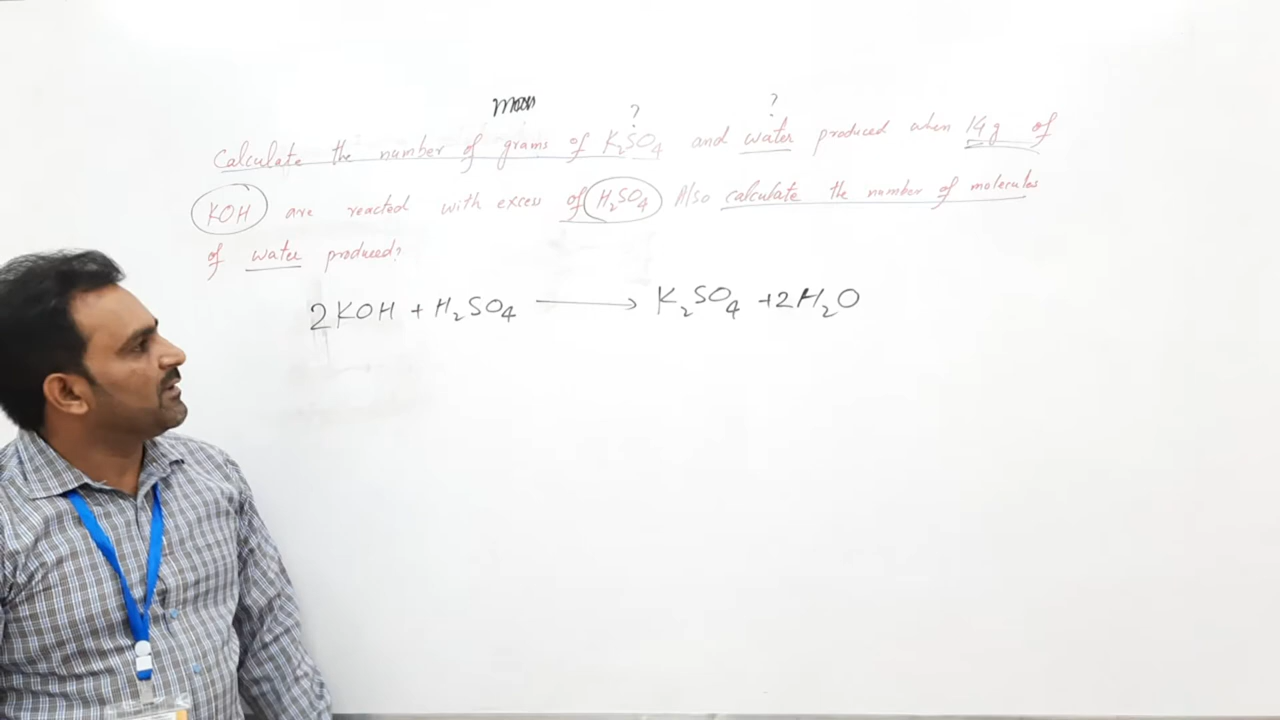 mass
? ?
Calculate the number of grams of K₂SO₄ and water produced when 14g of
KOH are reacted with excess of H₂SO₄ Also calculate the number of molecules
of water produced?
2KOH + H₂SO₄ ⟶ K₂SO₄ + 2H₂O